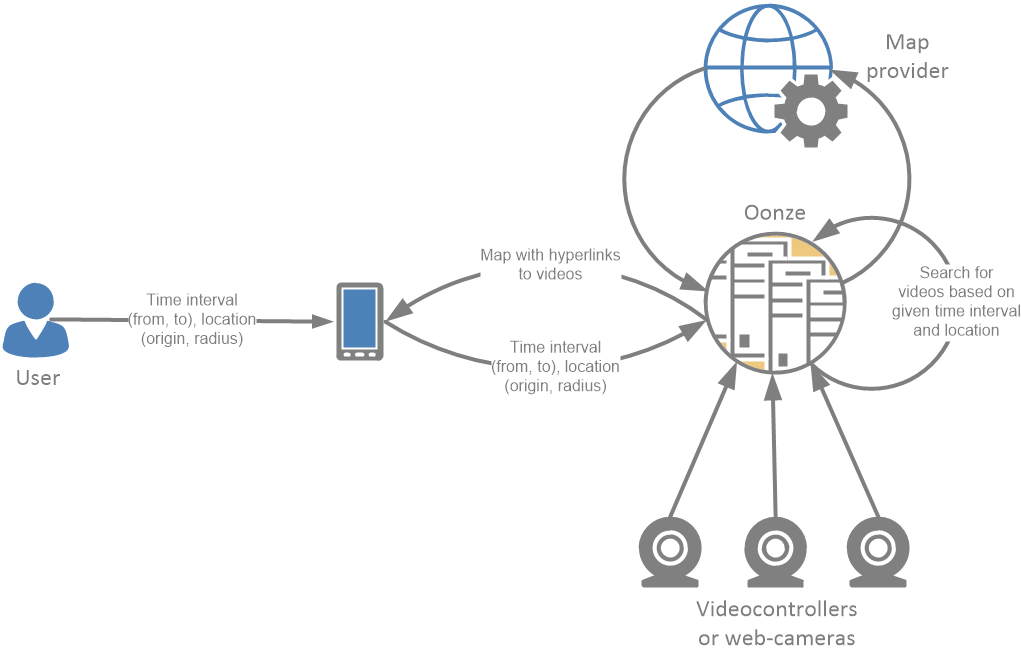 Map
provider
Oonze
Map with hyperlinks
to videos
Search for
videos based on
given time interval
and location
Time interval
(from, to), location
(origin, radius)
User
Time interval
(from, to), location
(origin, radius)
Videocontrollers
or web-cameras